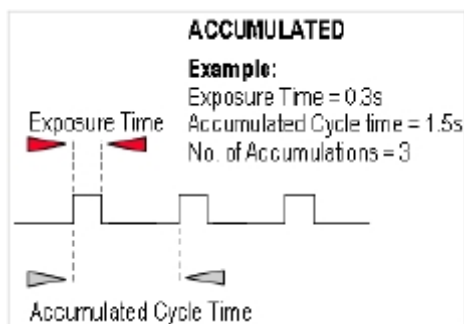 ACCUMULATED
Example:
Exposure Time = 0.3s
Accumulated Cycle time = 1.5s
No. of Accumulations = 3
Exposure Time
Accumulated Cycle Time